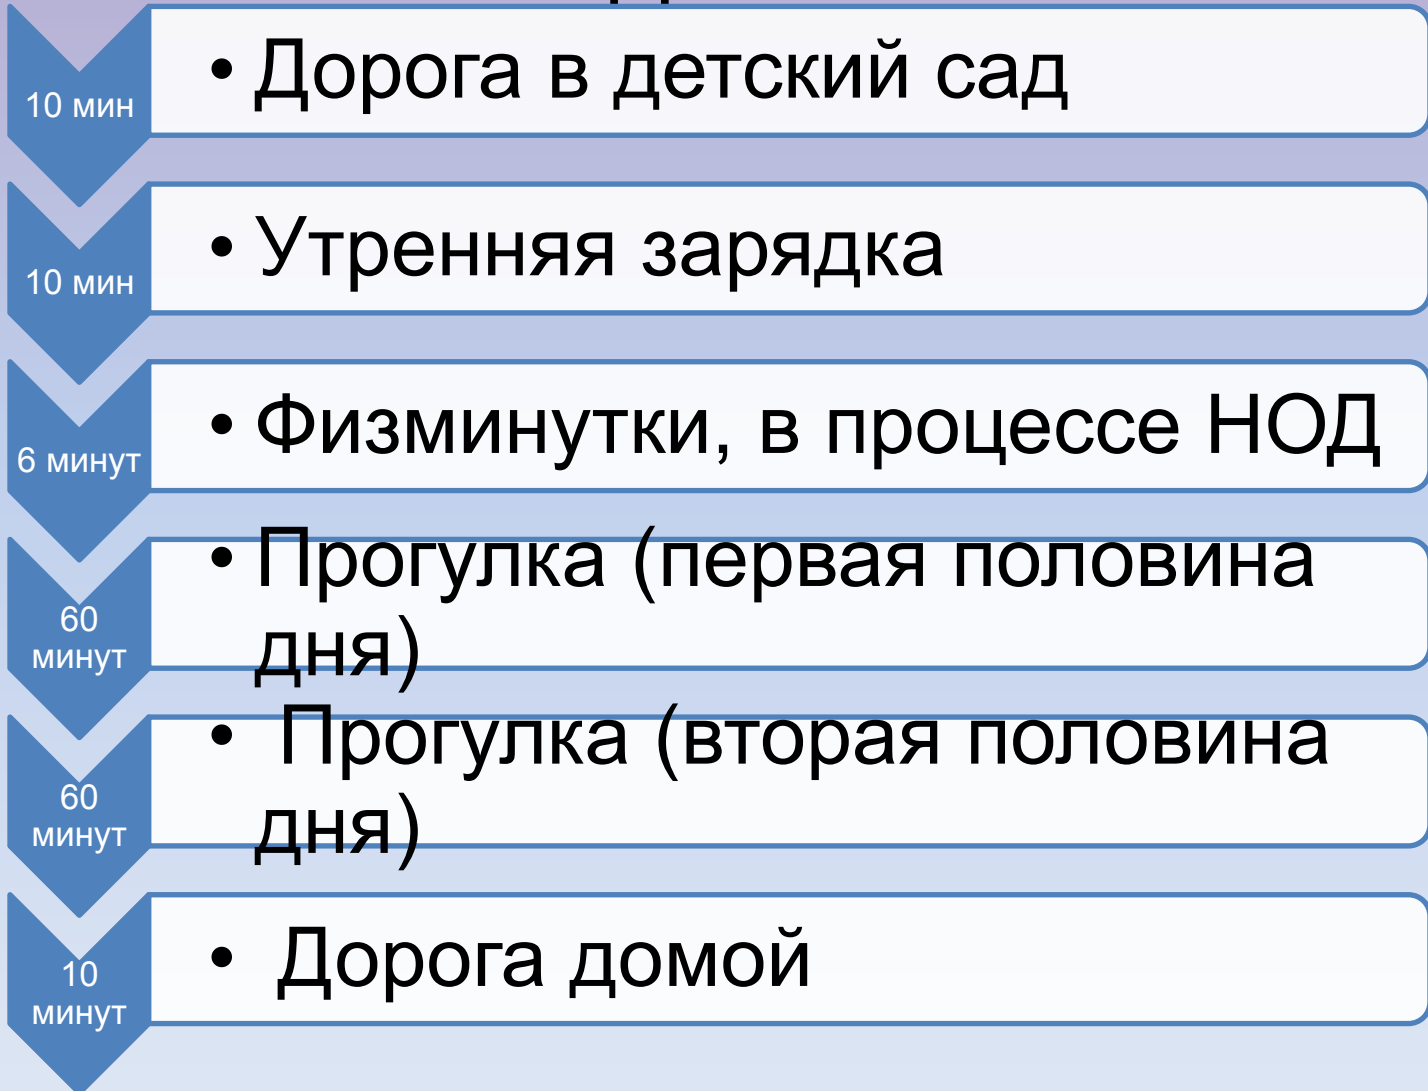 10 мин
• Дорога в детский сад
10 мин
• Утренняя зарядка
6 минут
• Физминутки, в процессе НОД
60
минут
• Прогулка (первая половина
дня)
60
минут
• Прогулка (вторая половина
дня)
10
минут
• Дорога домой